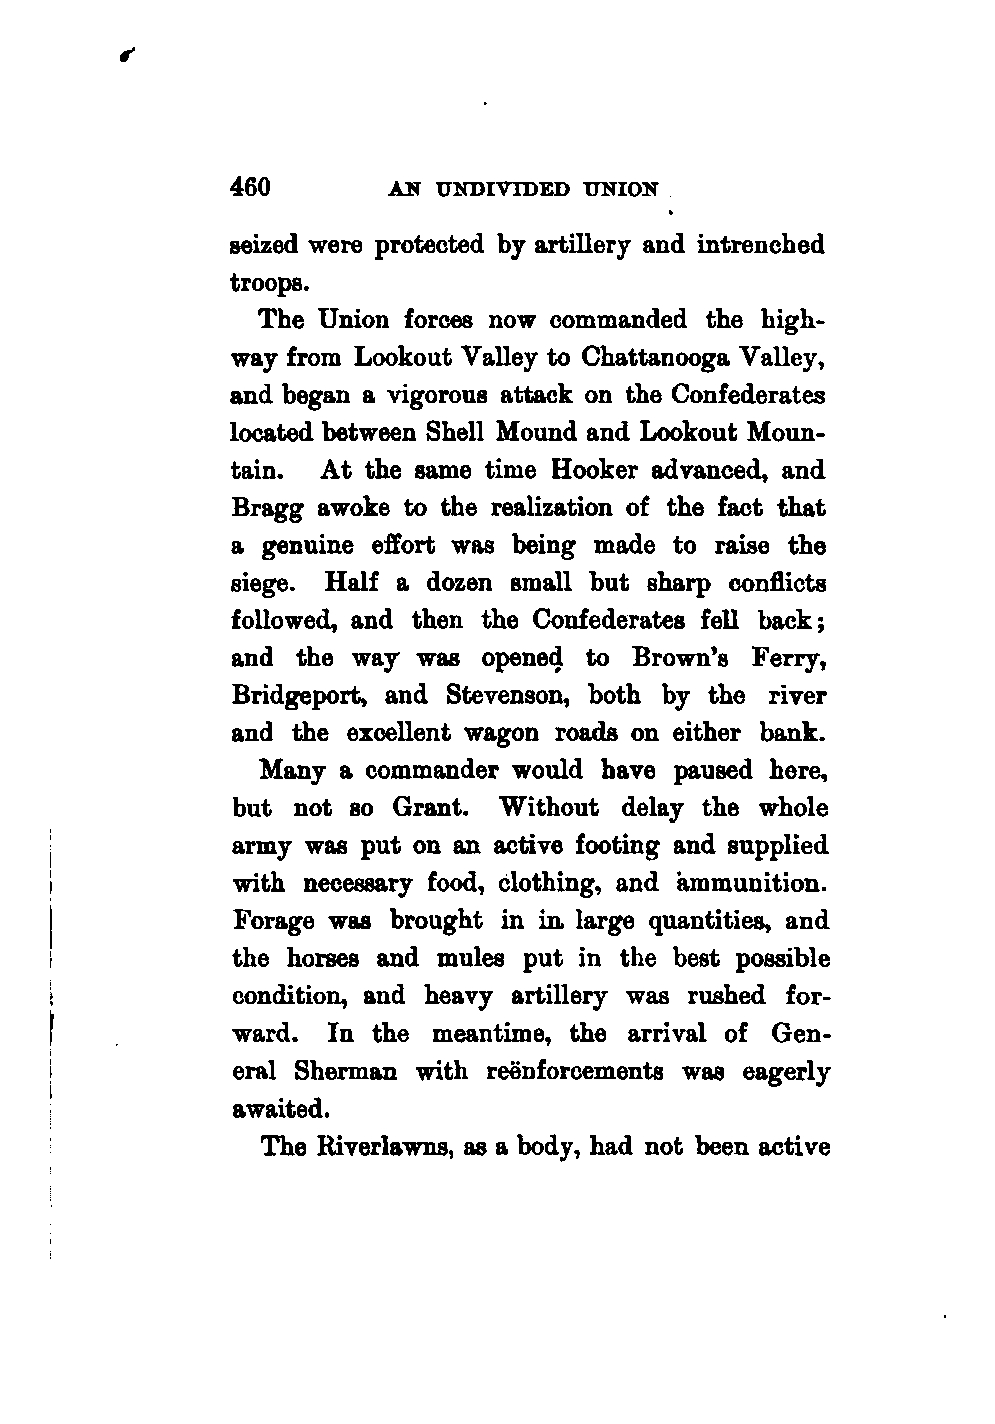 460 AN UNDIVIDED UNION
seized were protected by artillery and intrenched
troops.
The Union forces now commanded the high-
way from Lookout Valley to Chattanooga Valley,
and began a vigorous attack on the Confederates
located between Shell Mound and Lookout Moun-
tain. At the same time Hooker advanced, and
Bragg awoke to the realization of the fact that
a genuine effort was being made to raise the
siege. Half a dozen small but sharp conflicts
followed, and then the Confederates fell back;
and the way was opened to Brown's Ferry,
Bridgeport, and Stevenson, both by the river
and the excellent wagon roads on either bank.
Many a commander would have paused here,
but not so Grant. Without delay the whole
army was put on an active footing and supplied
with necessary food, clothing, and ammunition.
Forage was brought in in large quantities, and
the horses and mules put in the best possible
condition, and heavy artillery was rushed for-
ward. In the meantime, the arrival of Gen-
eral Sherman with reënforcements was eagerly
awaited.
The Riverlawns, as a body, had not been active